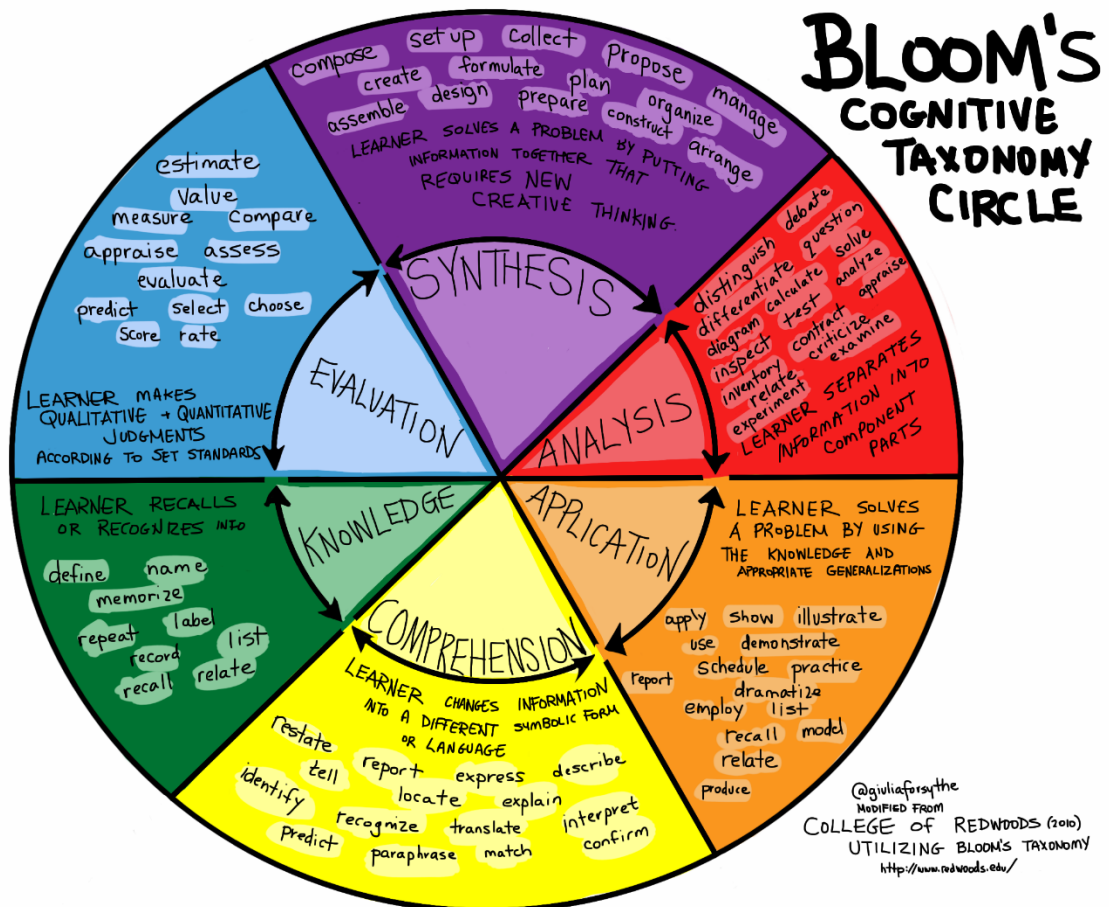 BLOOM'S
COGNITIVE
TAXONOMY
CIRCLE
compose set up collect propose manage
create formulate plan organize
assemble design prepare construct arrange
LEARNER SOLVES A PROBLEM BY PUTTING
INFORMATION TOGETHER THAT
REQUIRES NEW
CREATIVE THINKING.
SYNTHESIS
distinguish debate
differentiate question
diagram calculate solve
inspect test analyze
inventory contract appraise
relate criticize
experiment examine
LEARNER SEPARATES
INFORMATION INTO
COMPONENT
PARTS
ANALYSIS
APPLICATION
LEARNER SOLVES
A PROBLEM BY USING
THE KNOWLEDGE AND
APPROPRIATE GENERALIZATIONS
apply show illustrate
use demonstrate
report schedule practice
dramatize
employ list
recall model
relate
produce
COMPREHENSION
LEARNER CHANGES INFORMATION
INTO A DIFFERENT SYMBOLIC FORM
OR LANGUAGE
restate tell report express describe
identify locate explain
recognize translate interpret
predict paraphrase match confirm
KNOWLEDGE
LEARNER RECALLS
OR RECOGNIZES INFO
define name
memorize
repeat label
record list
recall relate
EVALUATION
estimate
Value
measure Compare
appraise assess
evaluate
predict select choose
Score rate
LEARNER MAKES
QUALITATIVE + QUANTITATIVE
JUDGMENTS
ACCORDING TO SET STANDARDS
@giuliaforsythe
MODIFIED FROM
COLLEGE OF REDWOODS (2010)
UTILIZING BLOOM'S TAXONOMY
http://www.redwoods.edu/